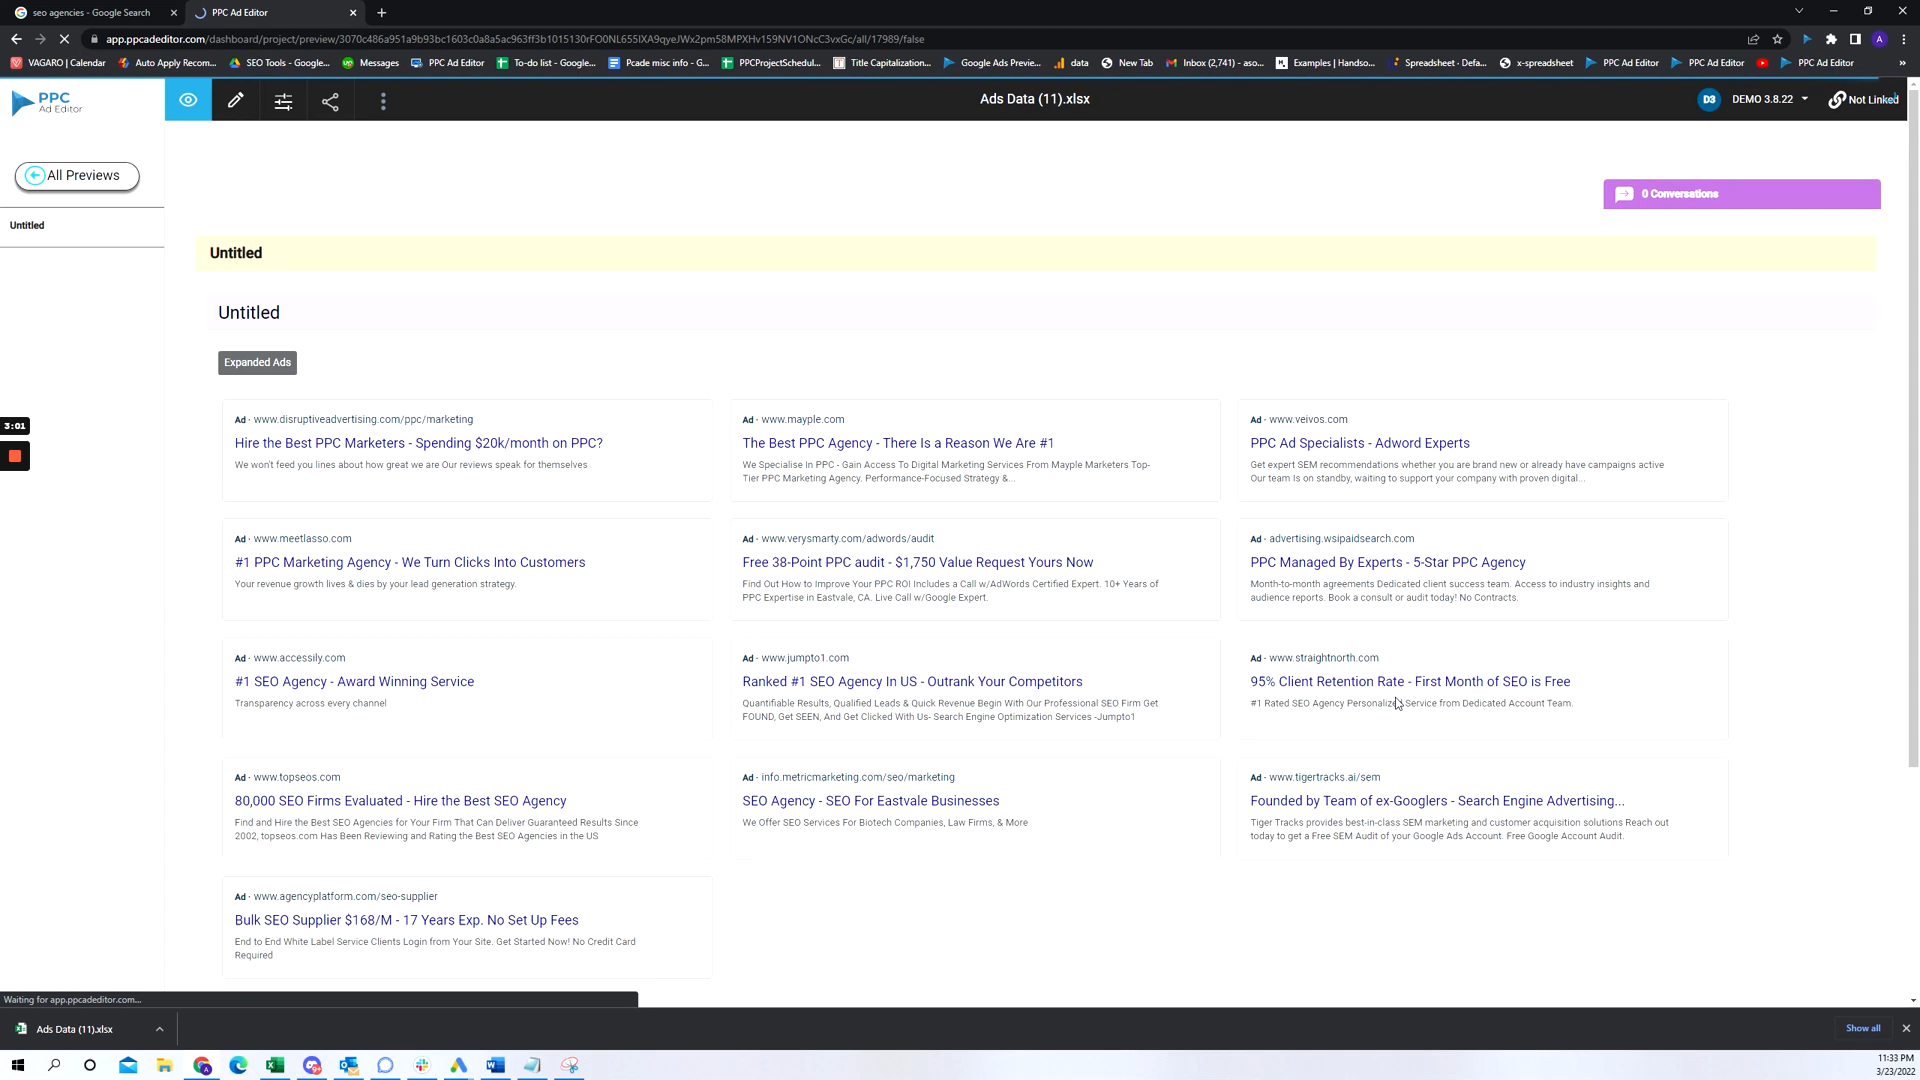 seo agencies - Google Search
PPC Ad Editor
app.ppcadeditor.com/dashboard/project/preview/3070c486a951a9b93bc1603c0a8a5ac963ff3b1015130rFO0NL655IXA9qyeJWx2pm58MPXHv159NV1ONcC3vxGc/all/17989/false
VAGARO | Calendar
Auto Apply Recom...
SEO Tools - Google...
Messages
PPC Ad Editor
To-do list - Google...
Pcade misc info - G...
PPCProjectSchedul...
Title Capitalization...
Google Ads Previe...
data
New Tab
Inbox (2,741) - aso...
Examples | Handso...
Spreadsheet - Defa...
x-spreadsheet
PPC Ad Editor
PPC Ad Editor
PPC Ad Editor
PPC
Ad Editor
Ads Data (11).xlsx
D3
DEMO 3.8.22
Not Linked
All Previews
0 Conversations
Untitled
Untitled
Untitled
Expanded Ads
3:01
Ad · www.disruptiveadvertising.com/ppc/marketing
Hire the Best PPC Marketers - Spending $20k/month on PPC?
We won't feed you lines about how great we are Our reviews speak for themselves
Ad · www.mayple.com
The Best PPC Agency - There Is a Reason We Are #1
We Specialise In PPC - Gain Access To Digital Marketing Services From Mayple Marketers Top-
Tier PPC Marketing Agency. Performance-Focused Strategy &...
Ad · www.veivos.com
PPC Ad Specialists - Adword Experts
Get expert SEM recommendations whether you are brand new or already have campaigns active
Our team Is on standby, waiting to support your company with proven digital...
Ad · www.meetlasso.com
#1 PPC Marketing Agency - We Turn Clicks Into Customers
Your revenue growth lives & dies by your lead generation strategy.
Ad · www.verysmarty.com/adwords/audit
Free 38-Point PPC audit - $1,750 Value Request Yours Now
Find Out How to Improve Your PPC ROI Includes a Call w/AdWords Certified Expert. 10+ Years of
PPC Expertise in Eastvale, CA. Live Call w/Google Expert.
Ad · advertising.wsipaidsearch.com
PPC Managed By Experts - 5-Star PPC Agency
Month-to-month agreements Dedicated client success team. Access to industry insights and
audience reports. Book a consult or audit today! No Contracts.
Ad · www.accessily.com
#1 SEO Agency - Award Winning Service
Transparency across every channel
Ad · www.jumpto1.com
Ranked #1 SEO Agency In US - Outrank Your Competitors
Quantifiable Results, Qualified Leads & Quick Revenue Begin With Our Professional SEO Firm Get
FOUND, Get SEEN, And Get Clicked With Us- Search Engine Optimization Services -Jumpto1
Ad · www.straightnorth.com
95% Client Retention Rate - First Month of SEO is Free
#1 Rated SEO Agency Personalized Service from Dedicated Account Team.
Ad · www.topseos.com
80,000 SEO Firms Evaluated - Hire the Best SEO Agency
Find and Hire the Best SEO Agencies for Your Firm That Can Deliver Guaranteed Results Since
2002, topseos.com Has Been Reviewing and Rating the Best SEO Agencies in the US
Ad · info.metricmarketing.com/seo/marketing
SEO Agency - SEO For Eastvale Businesses
We Offer SEO Services For Biotech Companies, Law Firms, & More
Ad · www.tigertracks.ai/sem
Founded by Team of ex-Googlers - Search Engine Advertising...
Tiger Tracks provides best-in-class SEM marketing and customer acquisition solutions Reach out
today to get a Free SEM Audit of your Google Ads Account. Free Google Account Audit.
Ad · www.agencyplatform.com/seo-supplier
Bulk SEO Supplier $168/M - 17 Years Exp. No Set Up Fees
End to End White Label Service Clients Login from Your Site. Get Started Now! No Credit Card
Required
Waiting for app.ppcadeditor.com...
Ads Data (11).xlsx
Show all
11:33 PM
3/23/2022